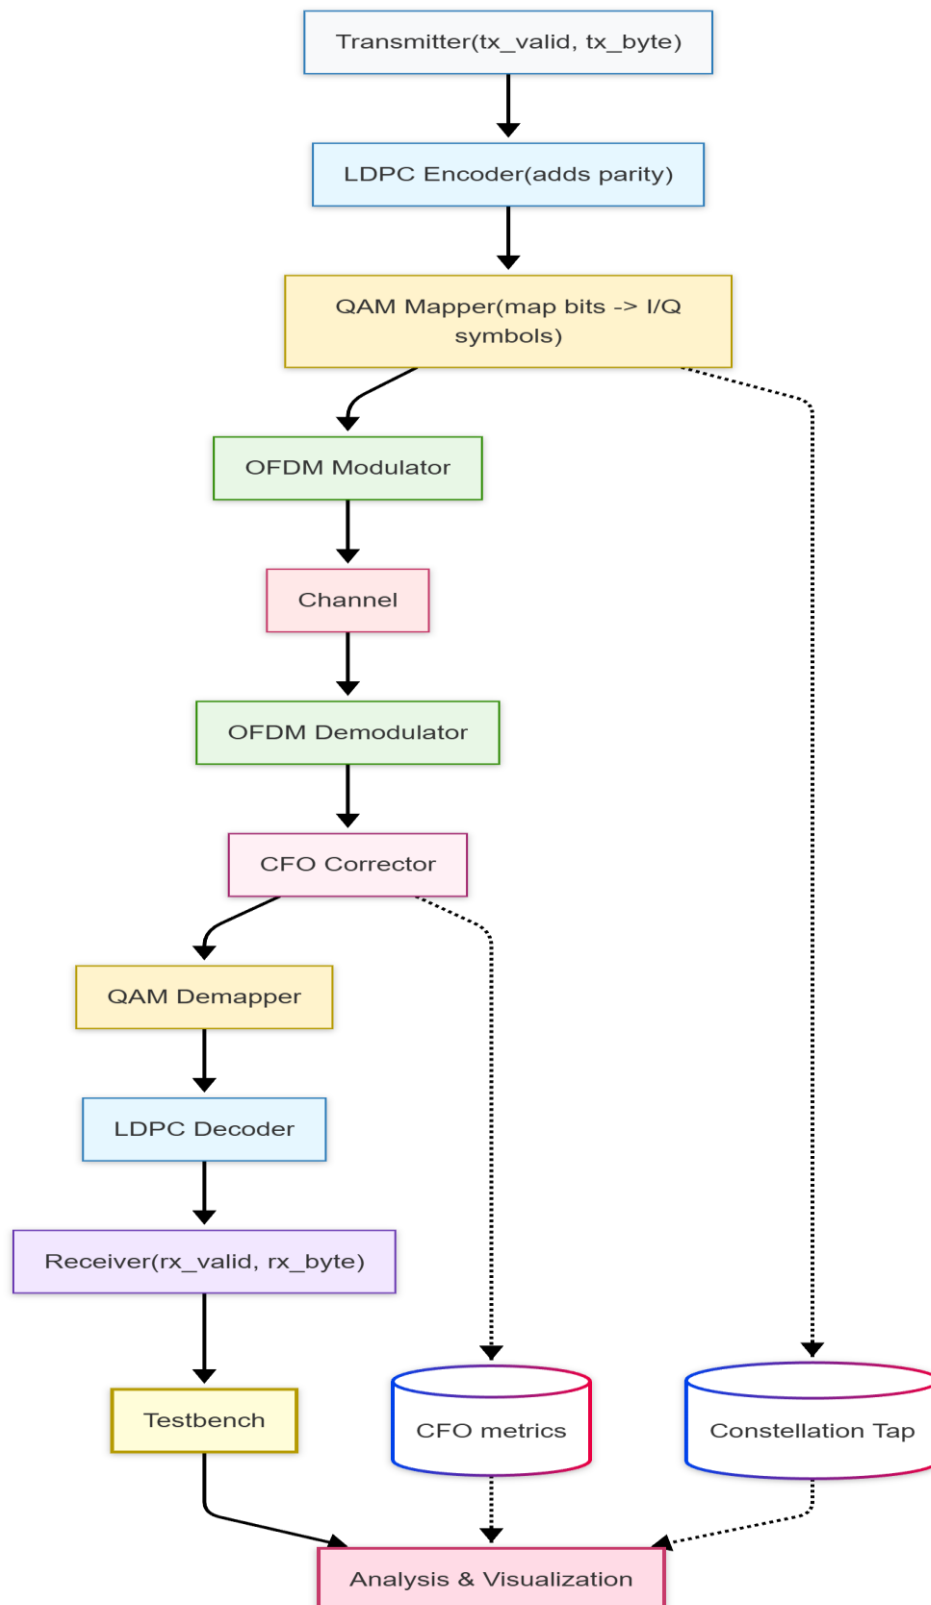 Transmitter(tx_valid, tx_byte)
LDPC Encoder(adds parity)
QAM Mapper(map bits -> I/Q
symbols)
OFDM Modulator
Channel
OFDM Demodulator
CFO Corrector
QAM Demapper
LDPC Decoder
Receiver(rx_valid, rx_byte)
Testbench
CFO metrics
Constellation Tap
Analysis & Visualization